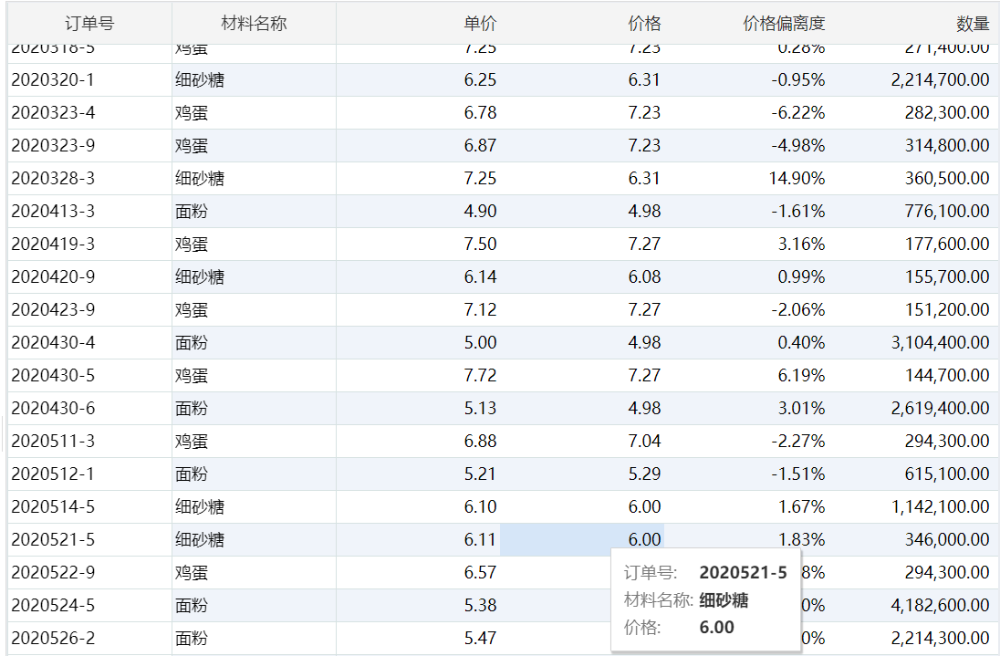 订单号 材料名称 单价 价格 价格偏离度 数量
2020318-5 鸡蛋 7.25 7.23 0.28% 271,400.00
2020320-1 细砂糖 6.25 6.31 -0.95% 2,214,700.00
2020323-4 鸡蛋 6.78 7.23 -6.22% 282,300.00
2020323-9 鸡蛋 6.87 7.23 -4.98% 314,800.00
2020328-3 细砂糖 7.25 6.31 14.90% 360,500.00
2020413-3 面粉 4.90 4.98 -1.61% 776,100.00
2020419-3 鸡蛋 7.50 7.27 3.16% 177,600.00
2020420-9 细砂糖 6.14 6.08 0.99% 155,700.00
2020423-9 鸡蛋 7.12 7.27 -2.06% 151,200.00
2020430-4 面粉 5.00 4.98 0.40% 3,104,400.00
2020430-5 鸡蛋 7.72 7.27 6.19% 144,700.00
2020430-6 面粉 5.13 4.98 3.01% 2,619,400.00
2020511-3 鸡蛋 6.88 7.04 -2.27% 294,300.00
2020512-1 面粉 5.21 5.29 -1.51% 615,100.00
2020514-5 细砂糖 6.10 6.00 1.67% 1,142,100.00
2020521-5 细砂糖 6.11 6.00 1.83% 346,000.00
2020522-9 鸡蛋 6.57 8% 294,300.00
2020524-5 面粉 5.38 0% 4,182,600.00
2020526-2 面粉 5.47 0% 2,214,300.00
订单号: 2020521-5
材料名称: 细砂糖
价格: 6.00